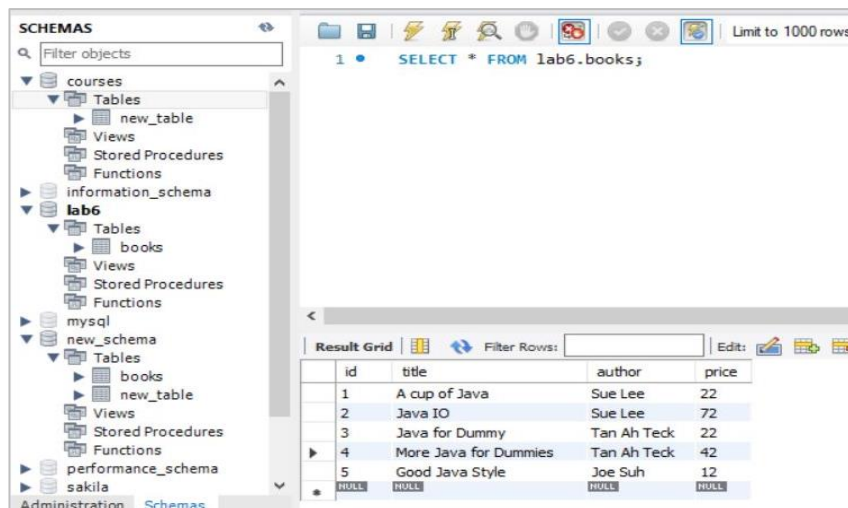 SCHEMAS
Filter objects
courses
Tables
new_table
Views
Stored Procedures
Functions
information_schema
lab6
Tables
books
Views
Stored Procedures
Functions
mysql
new_schema
Tables
books
new_table
Views
Stored Procedures
Functions
performance_schema
sakila
Administration Schemas
Limit to 1000 rows
1 SELECT * FROM lab6.books;
Result Grid Filter Rows: Edit:
id title author price
1 A cup of Java Sue Lee 22
2 Java IO Sue Lee 72
3 Java for Dummy Tan Ah Teck 22
4 More Java for Dummies Tan Ah Teck 42
5 Good Java Style Joe Suh 12
NULL NULL NULL NULL